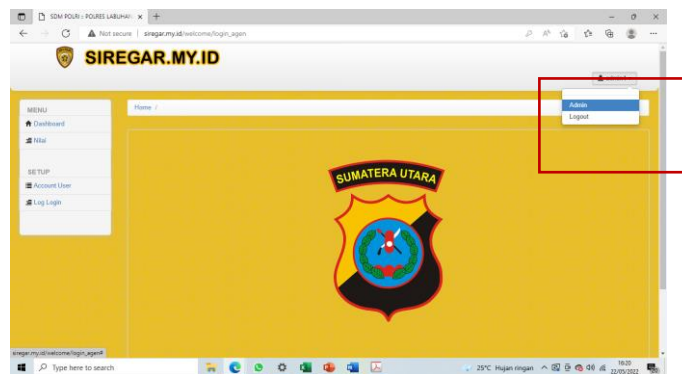 SDM POLRI :: POLRES LABUHAN
Not secure | siregar.my.id/welcome/login_agen
SIREGAR.MY.ID
MENU
Dashboard
Nilai
SETUP
Account User
Log Login
Home /
Admin
Logout
SUMATERA UTARA
siregar.my.id/welcome/login_agen#
Type here to search
25°C Hujan ringan
16:20
22/05/2022